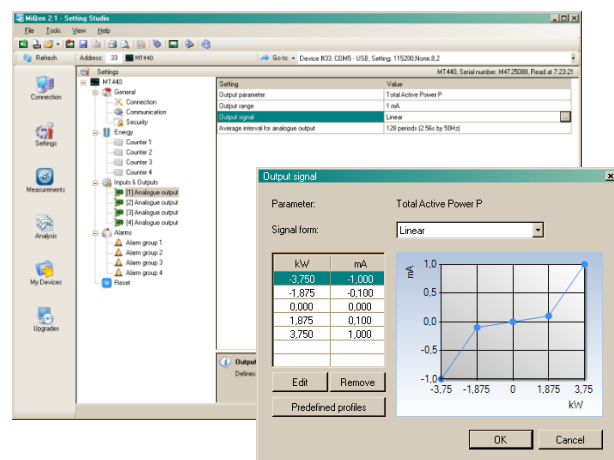 MiQen 2.1 - Setting Studio
File Tools View Help
Refresh Address: 33 MT440 Go to: Device #33, COM5 - USB, Setting: 115200,None,8,2
Settings MT440, Serial number: M4T25088, Read at 7:23:21
Connection
Settings
Measurements
Analysis
My Devices
Upgrades
MT440
General
Connection
Communication
Security
Energy
Counter 1
Counter 2
Counter 3
Counter 4
Inputs & Outputs
[1] Analogue output
[2] Analogue output
[3] Analogue output
[4] Analogue output
Alarms
Alarm group 1
Alarm group 2
Alarm group 3
Alarm group 4
Reset
Setting Value
Output parameter Total Active Power P
Output range 1 mA
Output signal Linear ...
Average interval for analogue output 128 periods (2.56s by 50Hz)
Output
Defines
Output signal
Parameter: Total Active Power P
Signal form: Linear
kW mA
-3,750 -1,000
-1,875 -0,100
0,000 0,000
1,875 0,100
3,750 1,000
Edit Remove
Predefined profiles
mA
1,0
0,5
0,0
-0,5
-1,0
-3,75 -1,875 0 1,875 3,75
kW
OK Cancel